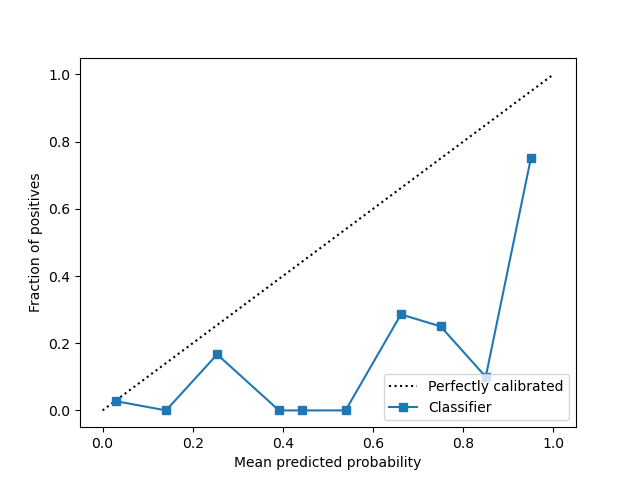 1.0
0.8
0.6
0.4
0.2
0.0
Fraction of positives
Perfectly calibrated
Classifier
0.0 0.2 0.4 0.6 0.8 1.0
Mean predicted probability